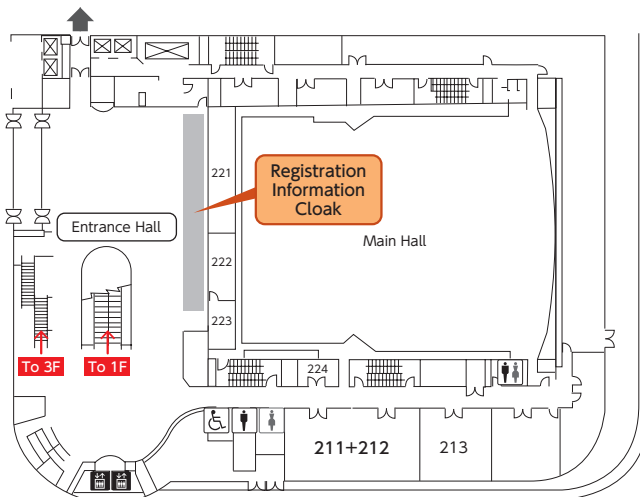 221
Registration
Information
Cloak
Entrance Hall
Main Hall
222
223
To 3F
To 1F
224
211+212
213